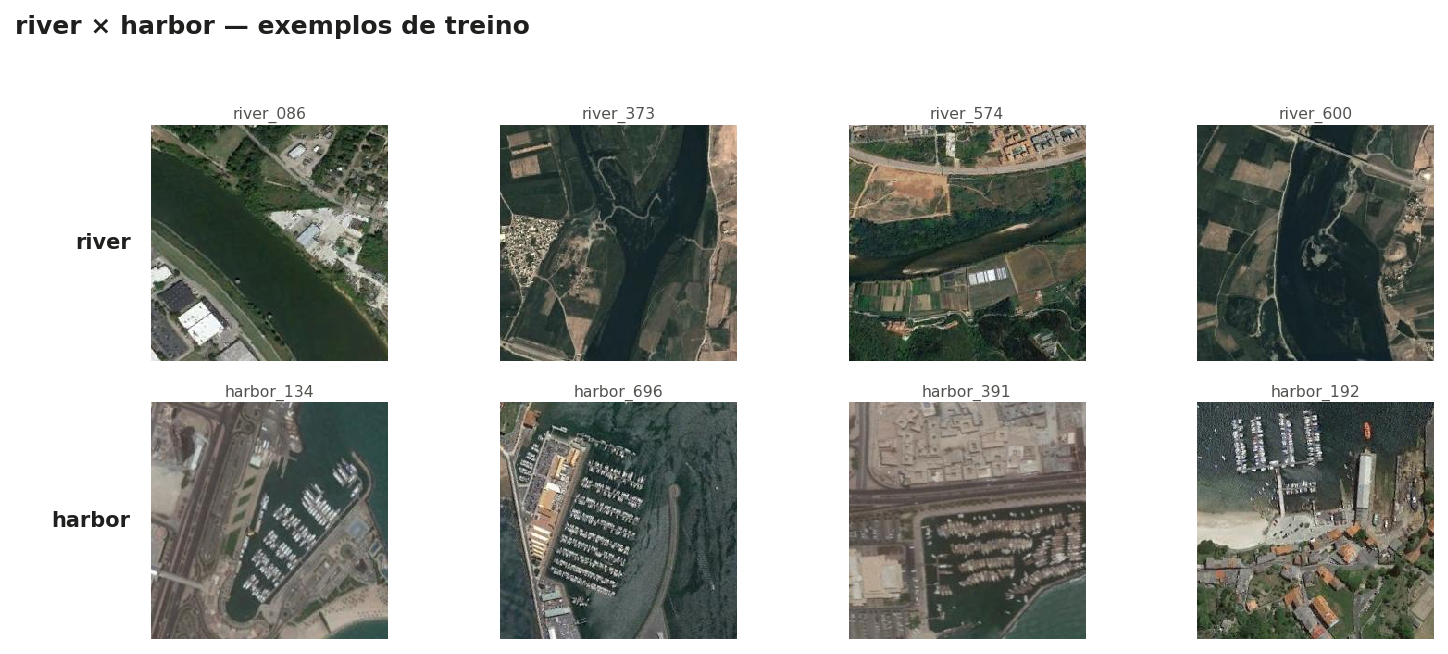 river × harbor — exemplos de treino
river_086
river_373
river_574
river_600
river
harbor_134
harbor_696
harbor_391
harbor_192
harbor